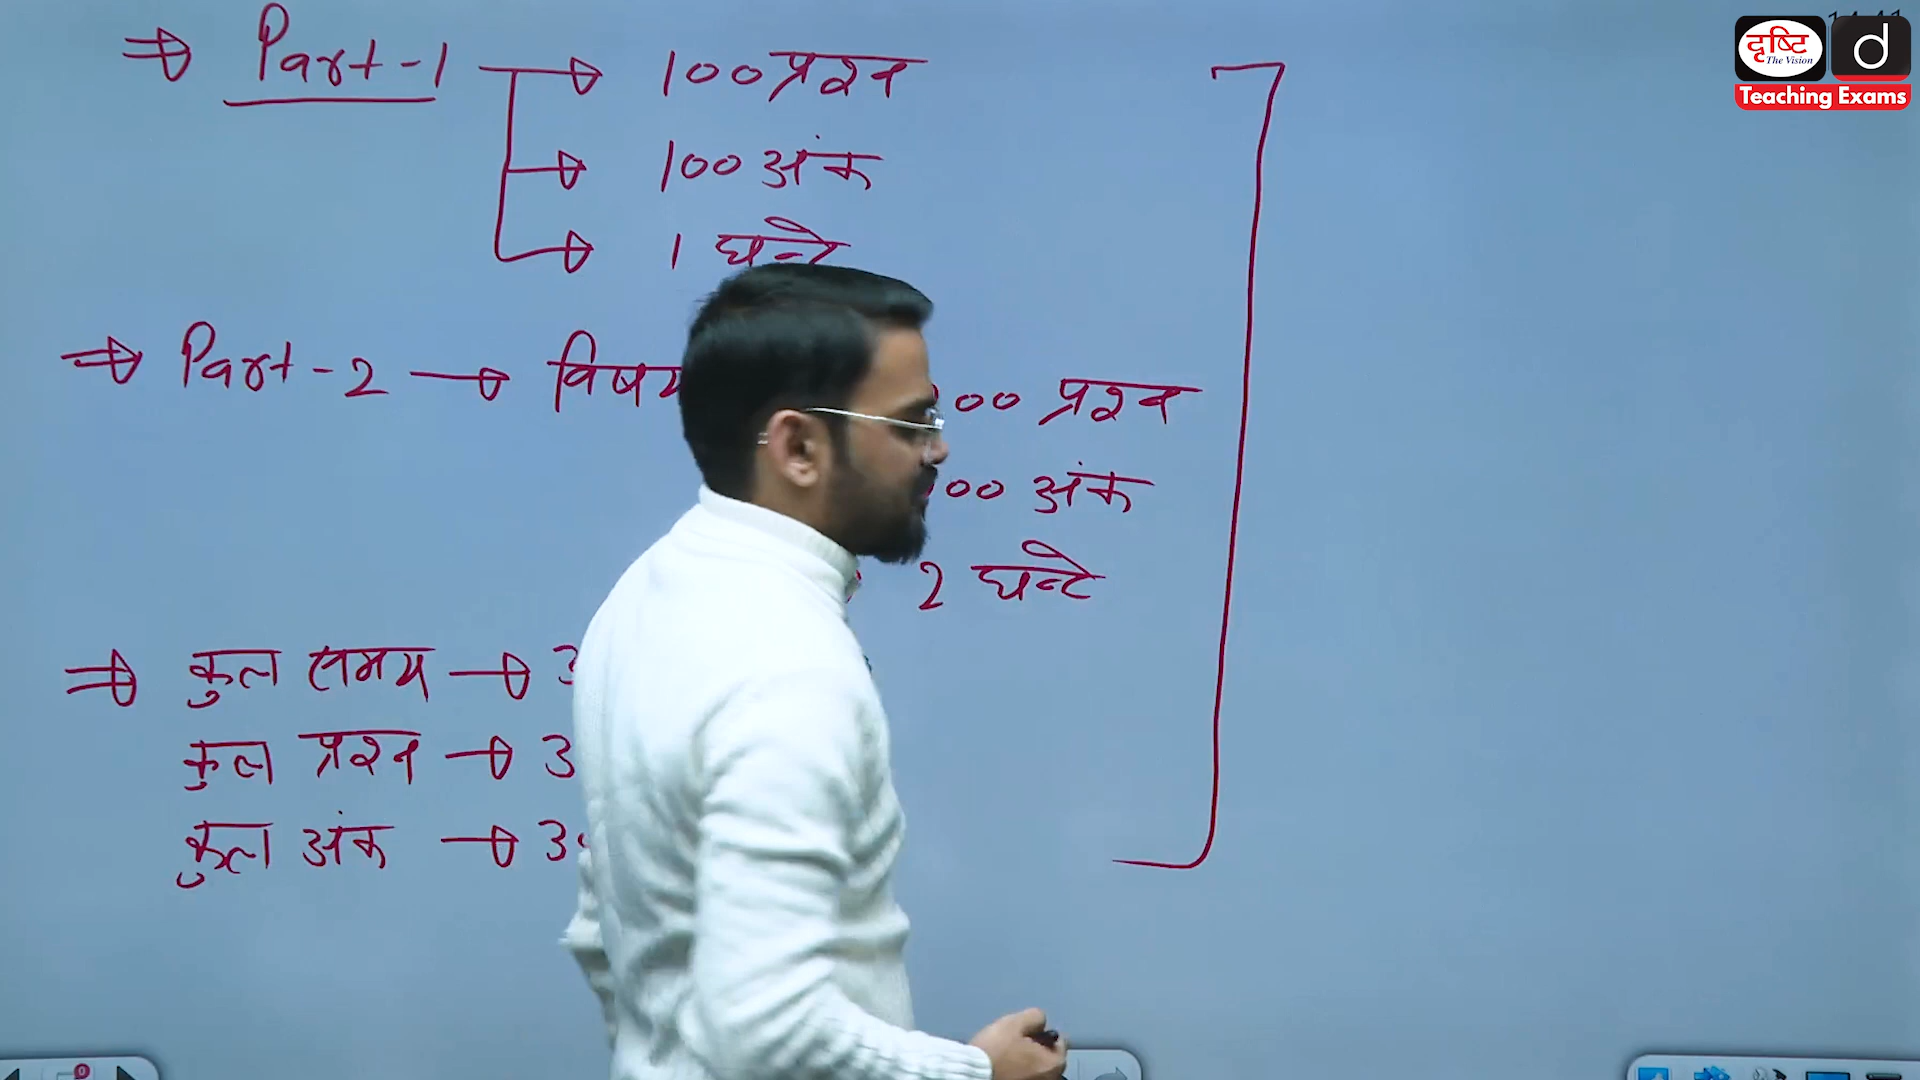 दृष्टि
The Vision
d
Teaching Exams
⇒ Part-1 → 100 प्रश्न
→ 100 अंक
→ 1 घन्टे
⇒ Part-2 → विषय 00 प्रश्न
00 अंक
2 घन्टे
⇒ कुल समय → 3
कुल प्रश्न → 3
कुल अंक → 3
0